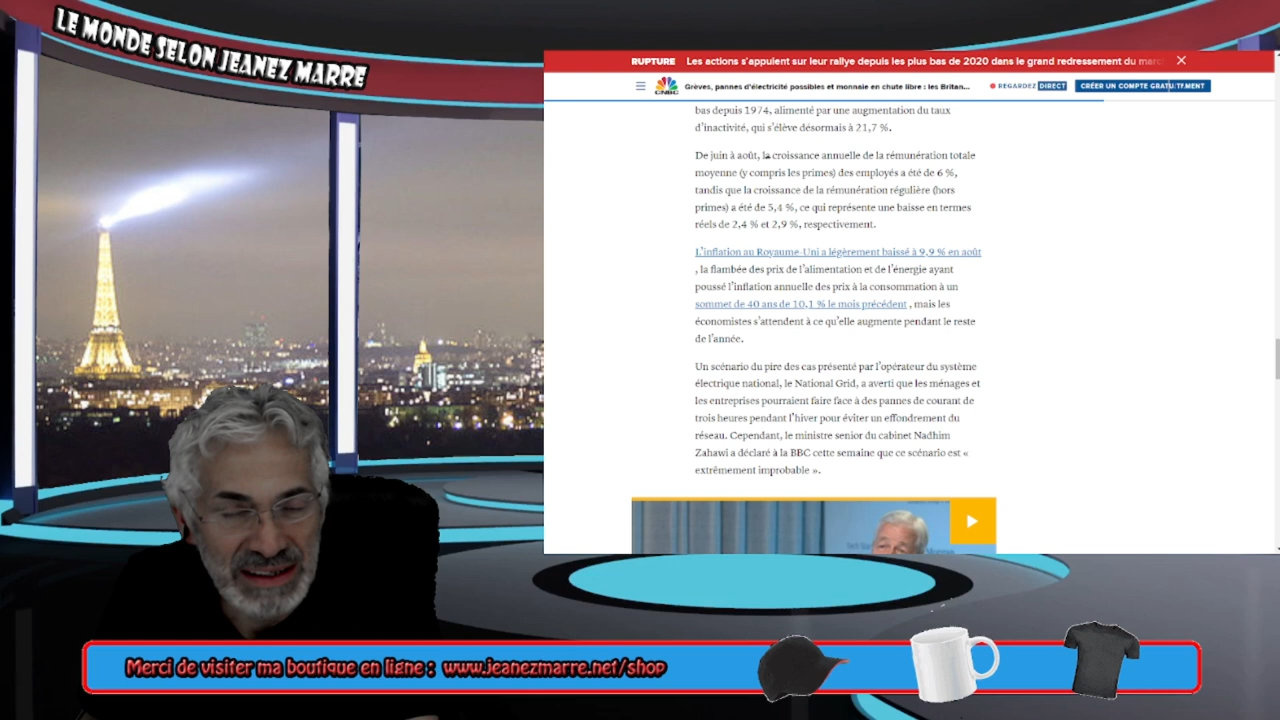 LE MONDE SELON JEANEZ MARRE
RUPTURE Les actions s'appuient sur leur rallye depuis les plus bas de 2020 dans le grand redressement du marc
CNBC Grèves, pannes d'électricité possibles et monnaie en chute libre : les Britan... REGARDEZ DIRECT CRÉER UN COMPTE GRATUITEMENT
bas depuis 1974, alimenté par une augmentation du taux
d'inactivité, qui s'élève désormais à 21,7 %.
De juin à août, la croissance annuelle de la rémunération totale
moyenne (y compris les primes) des employés a été de 6 %,
tandis que la croissance de la rémunération régulière (hors
primes) a été de 5,4 %, ce qui représente une baisse en termes
réels de 2,4 % et 2,9 %, respectivement.
L'inflation au Royaume-Uni a légèrement baissé à 9,9 % en août
, la flambée des prix de l'alimentation et de l'énergie ayant
poussé l'inflation annuelle des prix à la consommation à un
sommet de 40 ans de 10,1 % le mois précédent , mais les
économistes s'attendent à ce qu'elle augmente pendant le reste
de l'année.
Un scénario du pire des cas présenté par l'opérateur du système
électrique national, le National Grid, a averti que les ménages et
les entreprises pourraient faire face à des pannes de courant de
trois heures pendant l'hiver pour éviter un effondrement du
réseau. Cependant, le ministre senior du cabinet Nadhim
Zahawi a déclaré à la BBC cette semaine que ce scénario est «
extrêmement improbable ».
Merci de visiter ma boutique en ligne : www.jeanezmarre.net/shop